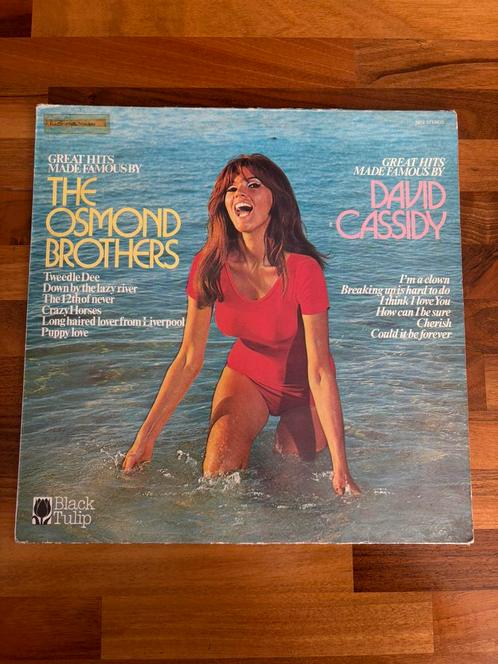 GREAT HITS
MADE FAMOUS BY
THE
OSMOND
BROTHERS
Tweedle Dee
Down by the lazy river
The 12th of never
Crazy Horses
Long haired lover from Liverpool
Puppy love
GREAT HITS
MADE FAMOUS BY
DAVID
CASSIDY
I'm a clown
Breaking up is hard to do
I think I love You
How can I be sure
Cherish
Could it be forever
Black
Tulip